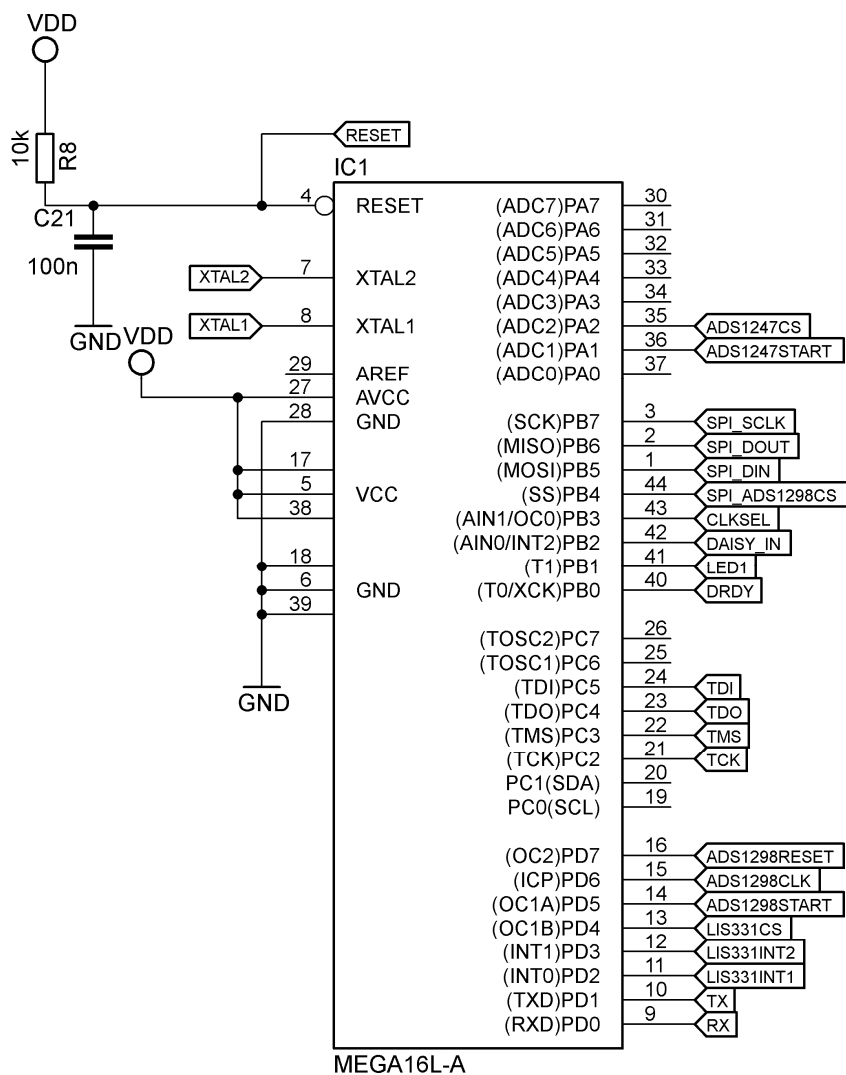 VDD
10k
R8
RESET
IC1
C21
100n
GND
VDD
XTAL2
XTAL1
4 RESET
7 XTAL2
8 XTAL1
29 AREF
27 AVCC
28 GND
17
5 VCC
38
18
6 GND
39
GND
(ADC7)PA7 30
(ADC6)PA6 31
(ADC5)PA5 32
(ADC4)PA4 33
(ADC3)PA3 34
(ADC2)PA2 35 ADS1247CS
(ADC1)PA1 36 ADS1247START
(ADC0)PA0 37
(SCK)PB7 3 SPI_SCLK
(MISO)PB6 2 SPI_DOUT
(MOSI)PB5 1 SPI_DIN
(SS)PB4 44 SPI_ADS1298CS
(AIN1/OC0)PB3 43 CLKSEL
(AIN0/INT2)PB2 42 DAISY_IN
(T1)PB1 41 LED1
(T0/XCK)PB0 40 DRDY
(TOSC2)PC7 26
(TOSC1)PC6 25
(TDI)PC5 24 TDI
(TDO)PC4 23 TDO
(TMS)PC3 22 TMS
(TCK)PC2 21 TCK
PC1(SDA) 20
PC0(SCL) 19
(OC2)PD7 16 ADS1298RESET
(ICP)PD6 15 ADS1298CLK
(OC1A)PD5 14 ADS1298START
(OC1B)PD4 13 LIS331CS
(INT1)PD3 12 LIS331INT2
(INT0)PD2 11 LIS331INT1
(TXD)PD1 10 TX
(RXD)PD0 9 RX
MEGA16L-A